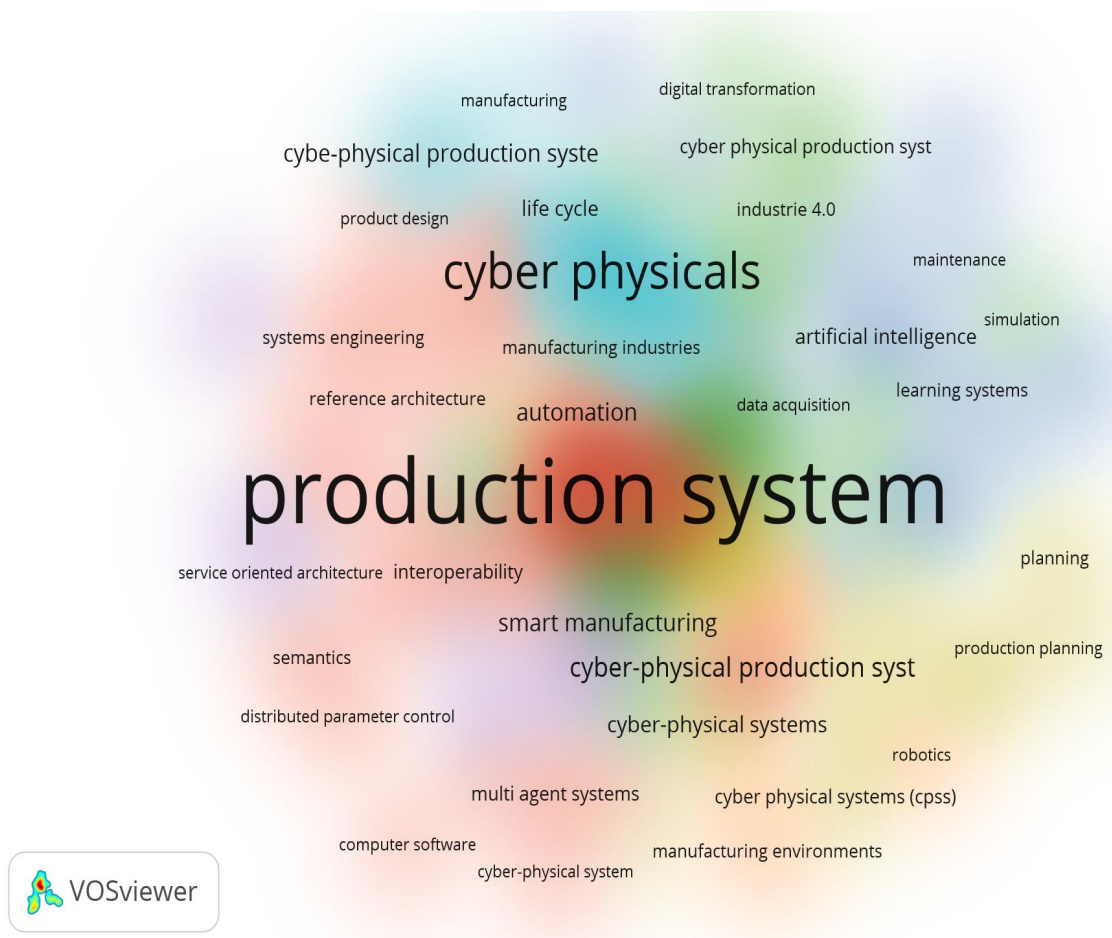 digital transformation
manufacturing
cyber physical production syst
cybe-physical production syste
life cycle
industrie 4.0
product design
cyber physicals
maintenance
simulation
systems engineering
artificial intelligence
manufacturing industries
learning systems
reference architecture
data acquisition
automation
production system
planning
service oriented architecture
interoperability
smart manufacturing
production planning
semantics
cyber-physical production syst
distributed parameter control
cyber-physical systems
robotics
multi agent systems
cyber physical systems (cpss)
computer software
manufacturing environments
cyber-physical system
VOSviewer